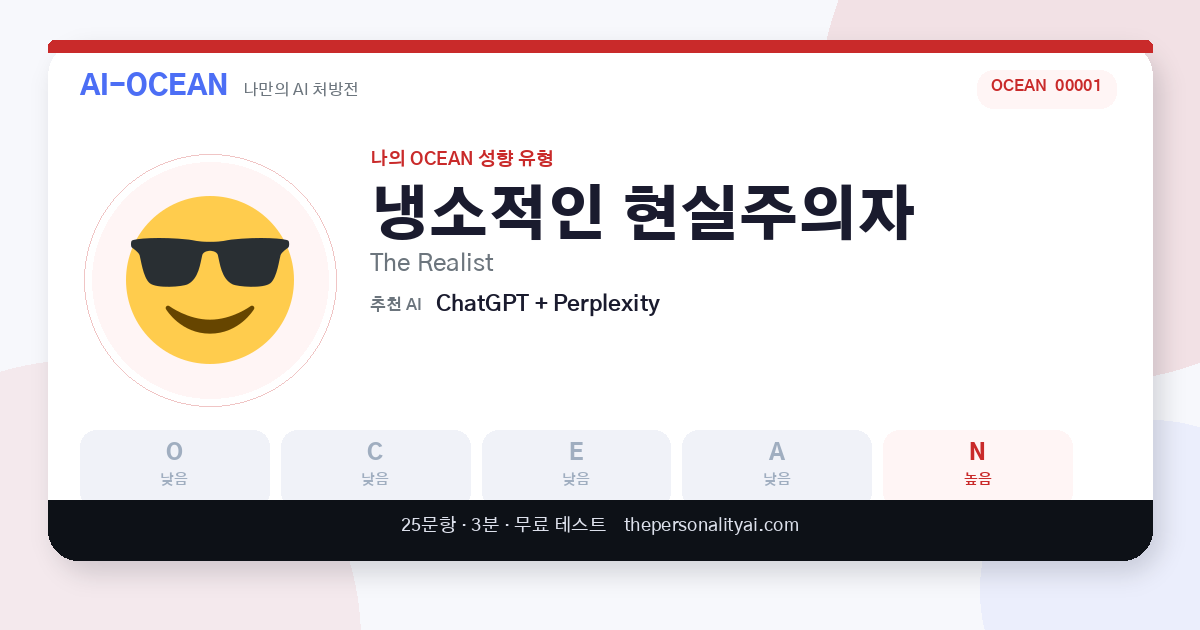 AI-OCEAN 나만의 AI 처방전
OCEAN 00001
나의 OCEAN 성향 유형
냉소적인 현실주의자
The Realist
추천 AI ChatGPT + Perplexity
O C E A N
낮음 낮음 낮음 낮음 높음
25문항 · 3분 · 무료 테스트 thepersonalityai.com